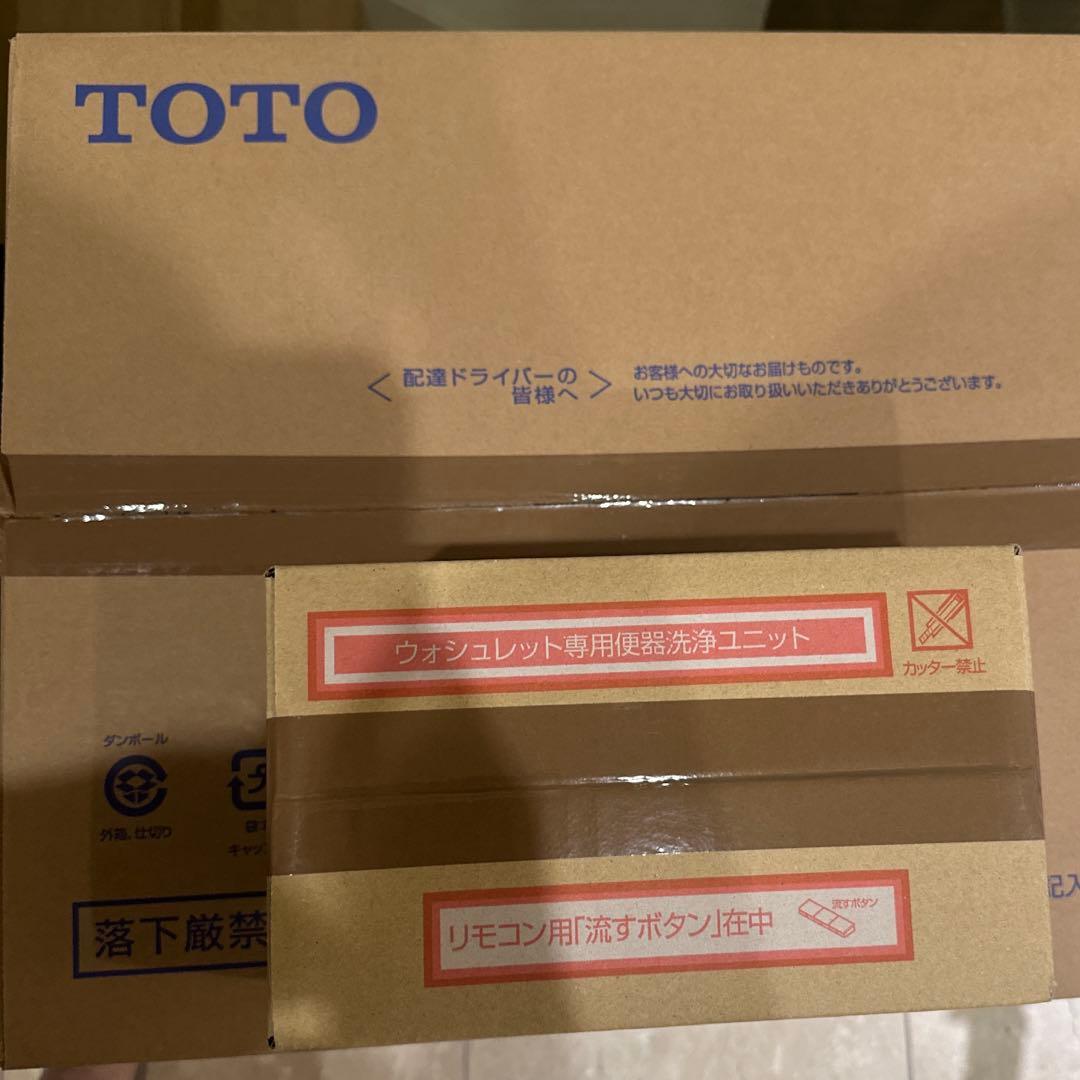 TOTO
<配達ドライバーの
皆様へ>
お客様への大切なお届けものです。
いつも大切にお取り扱いいただきありがとうございます。
ウォシュレット専用便器洗浄ユニット
カッター禁止
ダンボール
外箱、仕切り
キャッ
落下厳禁
記入
リモコン用「流すボタン」在中
流すボタン